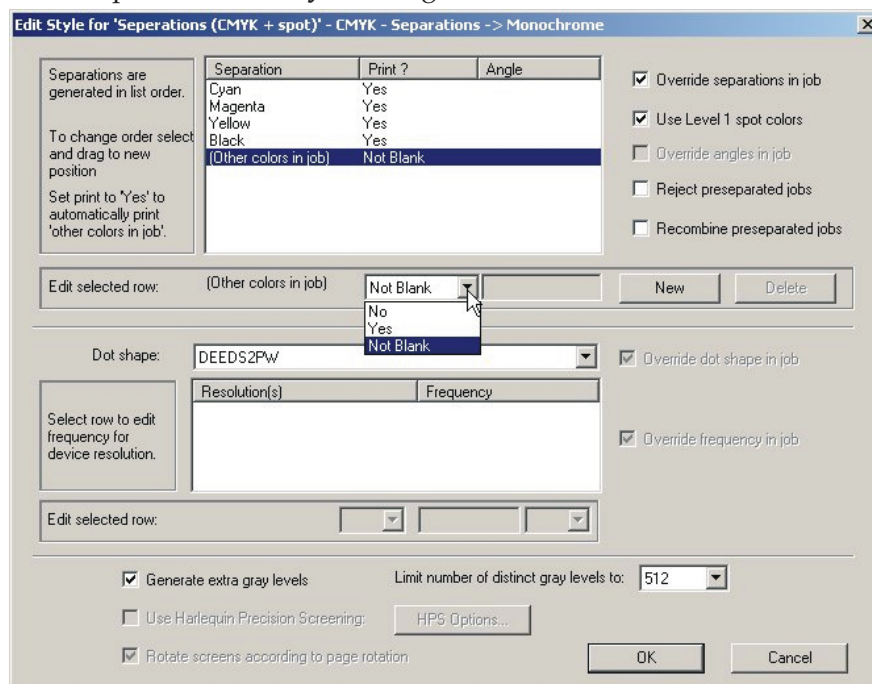 Edit Style for 'Seperations (CMYK + spot)' - CMYK - Separations -> Monochrome
Separations are
generated in list order.
To change order select
and drag to new
position
Set print to 'Yes' to
automatically print
'other colors in job'.
Separation Print ? Angle
Cyan Yes
Magenta Yes
Yellow Yes
Black Yes
(Other colors in job) Not Blank
Override separations in job
Use Level 1 spot colors
Override angles in job
Reject preseparated jobs
Recombine preseparated jobs
Edit selected row: (Other colors in job) Not Blank New Delete
No
Yes
Not Blank
Dot shape: DEEDS2PW Override dot shape in job
Resolution(s) Frequency
Select row to edit
frequency for
device resolution.
Override frequency in job
Edit selected row:
Generate extra gray levels Limit number of distinct gray levels to: 512
Use Harlequin Precision Screening: HPS Options...
Rotate screens according to page rotation OK Cancel